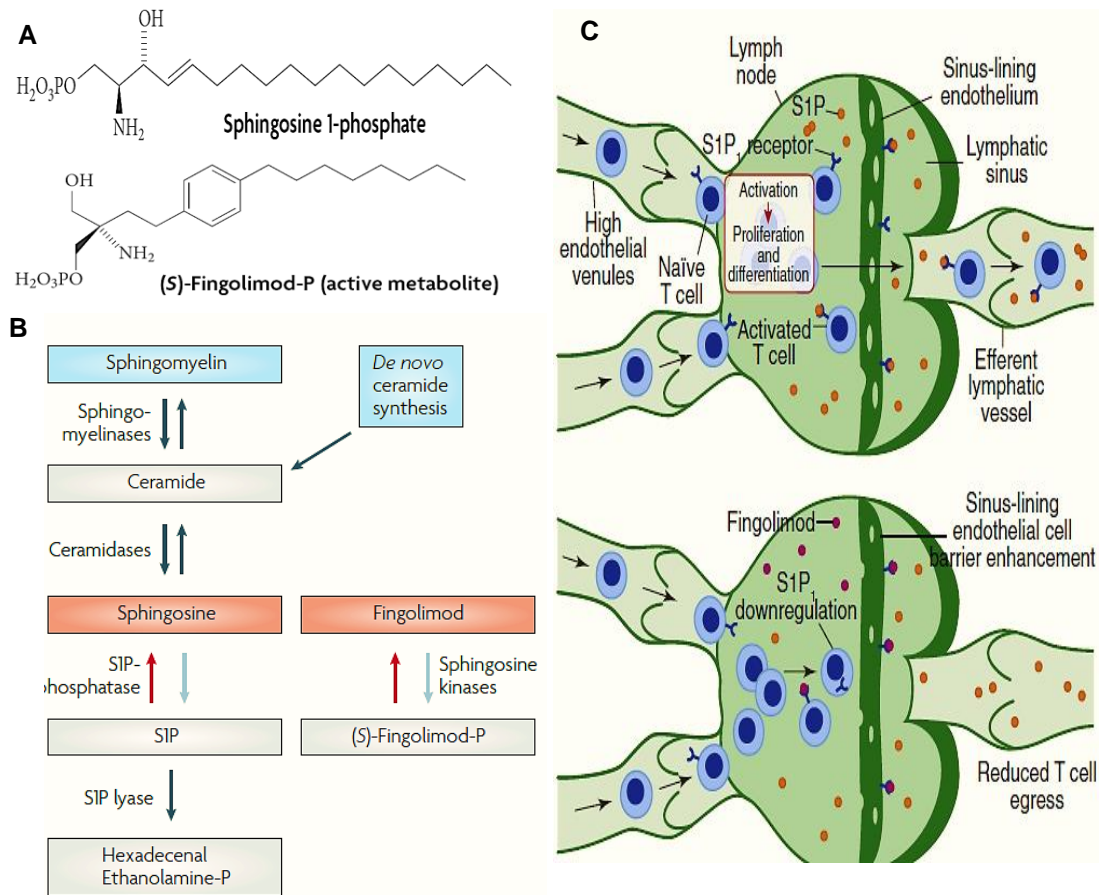 A
OH
H₂O₃PO
NH₂
Sphingosine 1-phosphate
OH
NH₂
H₂O₃PO
(S)-Fingolimod-P (active metabolite)
B
Sphingomyelin
De novo
ceramide
synthesis
Sphingo-
myelinases
Ceramide
Ceramidases
Sphingosine
Fingolimod
S1P-
phosphatase
Sphingosine
kinases
S1P
(S)-Fingolimod-P
S1P lyase
Hexadecenal
Ethanolamine-P
C
Lymph
node
S1P
S1P₁ receptor
Sinus-lining
endothelium
Lymphatic
sinus
Activation
Proliferation
and
differentiation
High
endothelial
venules
Naïve
T cell
Activated
T cell
Efferent
lymphatic
vessel
Fingolimod
S1P₁
downregulation
Sinus-lining
endothelial cell
barrier enhancement
Reduced T cell
egress